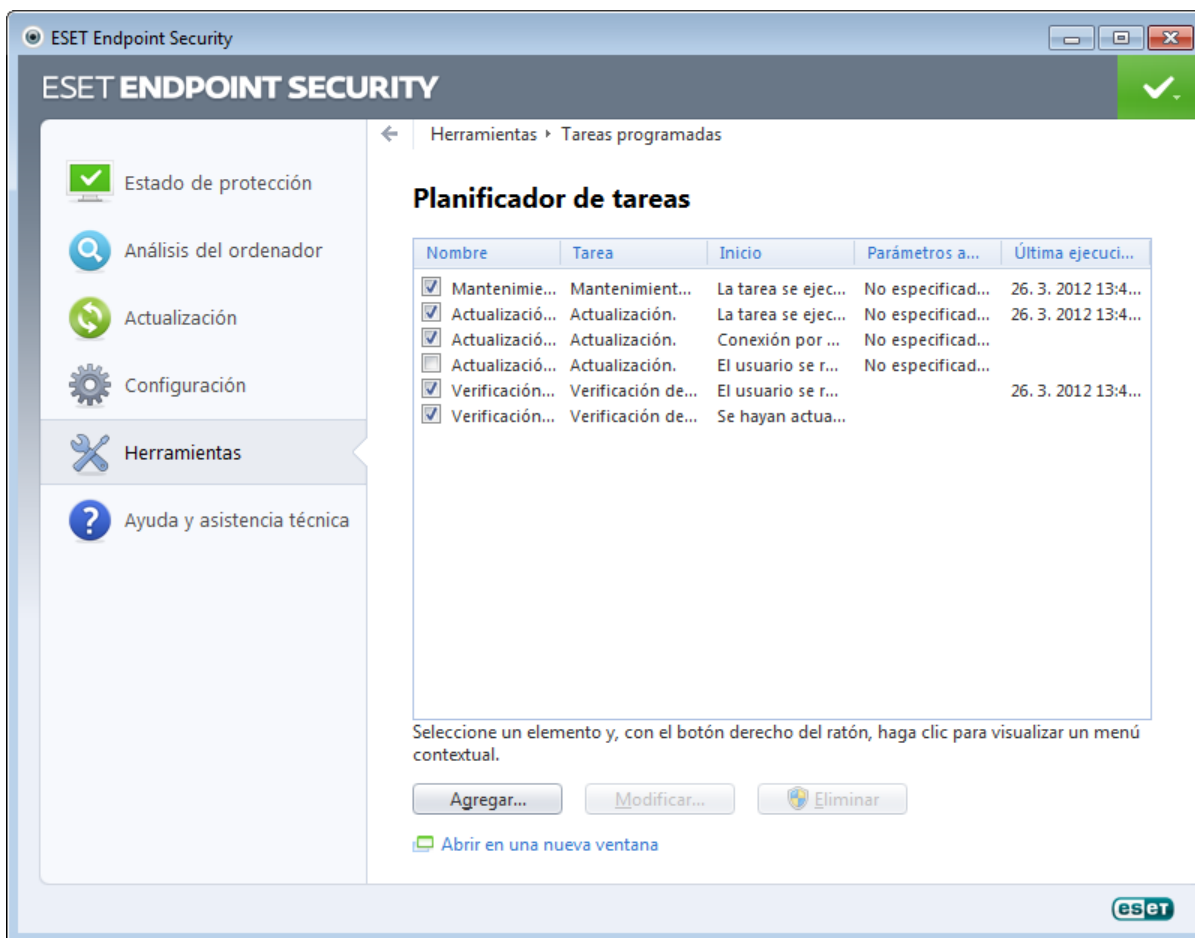 ESET Endpoint Security
ESET ENDPOINT SECURITY
Herramientas Tareas programadas
Estado de protección
Análisis del ordenador
Actualización
Configuración
Herramientas
Ayuda y asistencia técnica
Planificador de tareas
Nombre Tarea Inicio Parámetros a... Última ejecuci...
Mantenimie... Mantenimient... La tarea se ejec... No especificad... 26. 3. 2012 13:4...
Actualizació... Actualización. La tarea se ejec... No especificad... 26. 3. 2012 13:4...
Actualizació... Actualización. Conexión por ... No especificad...
Actualizació... Actualización. El usuario se r... No especificad...
Verificación... Verificación de... El usuario se r... 26. 3. 2012 13:4...
Verificación... Verificación de... Se hayan actua...
Seleccione un elemento y, con el botón derecho del ratón, haga clic para visualizar un menú
contextual.
Agregar... Modificar... Eliminar
Abrir en una nueva ventana
eset